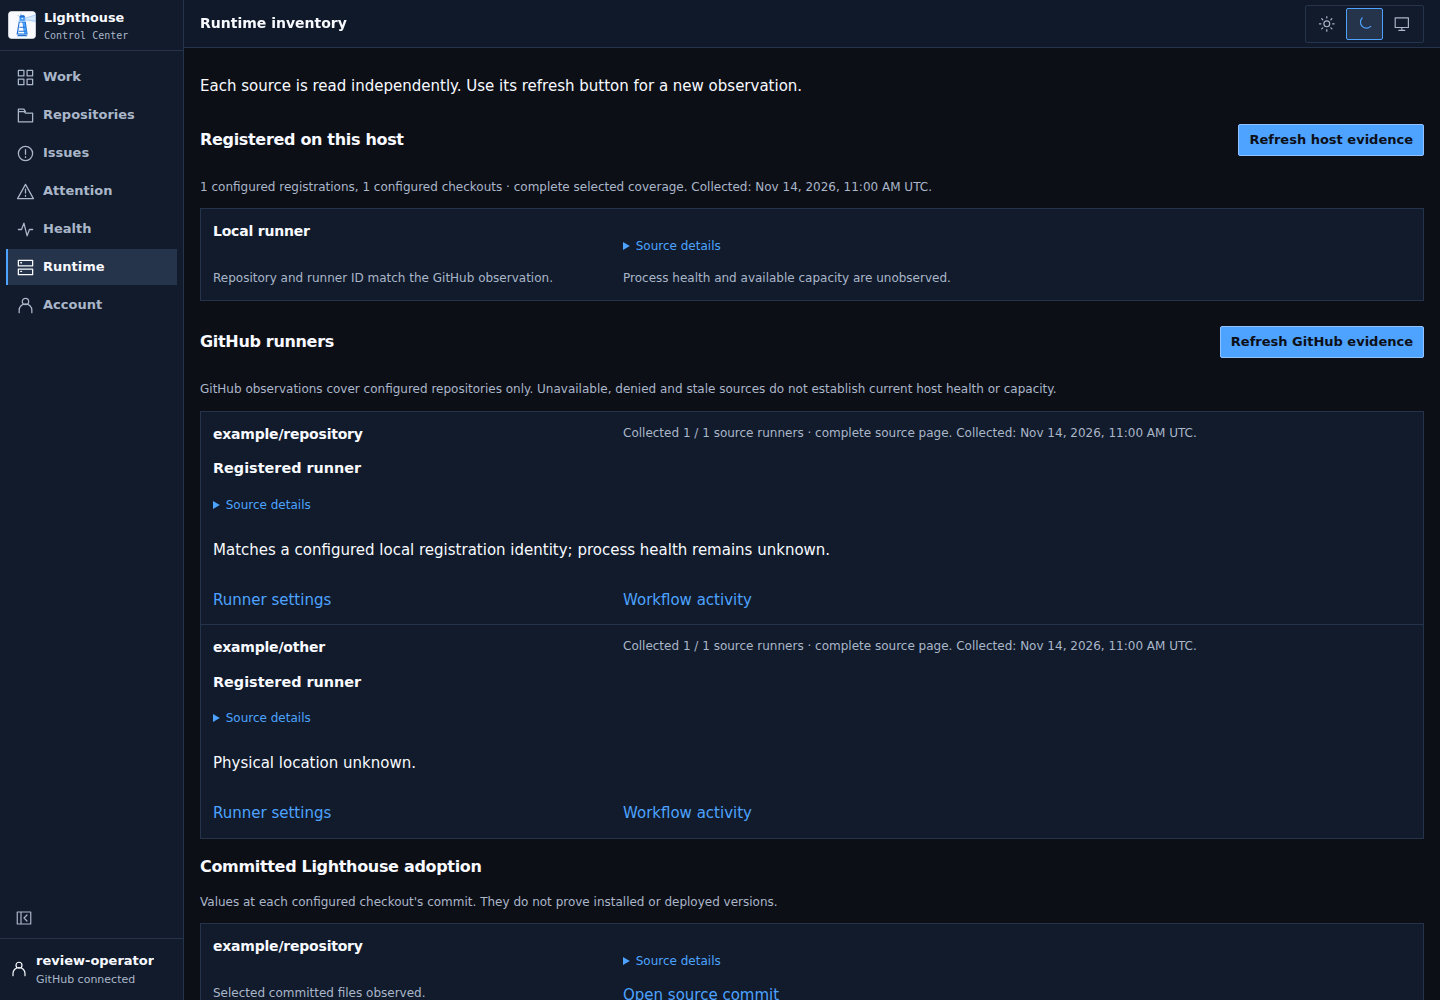 Lighthouse
Control Center
Runtime inventory
Work
Repositories
Issues
Attention
Health
Runtime
Account
Each source is read independently. Use its refresh button for a new observation.
Registered on this host
Refresh host evidence
1 configured registrations, 1 configured checkouts · complete selected coverage. Collected: Nov 14, 2026, 11:00 AM UTC.
Local runner
Source details
Repository and runner ID match the GitHub observation.
Process health and available capacity are unobserved.
GitHub runners
Refresh GitHub evidence
GitHub observations cover configured repositories only. Unavailable, denied and stale sources do not establish current host health or capacity.
example/repository
Collected 1 / 1 source runners · complete source page. Collected: Nov 14, 2026, 11:00 AM UTC.
Registered runner
Source details
Matches a configured local registration identity; process health remains unknown.
Runner settings
Workflow activity
example/other
Collected 1 / 1 source runners · complete source page. Collected: Nov 14, 2026, 11:00 AM UTC.
Registered runner
Source details
Physical location unknown.
Runner settings
Workflow activity
Committed Lighthouse adoption
Values at each configured checkout's commit. They do not prove installed or deployed versions.
example/repository
Source details
Selected committed files observed.
Open source commit
review-operator
GitHub connected